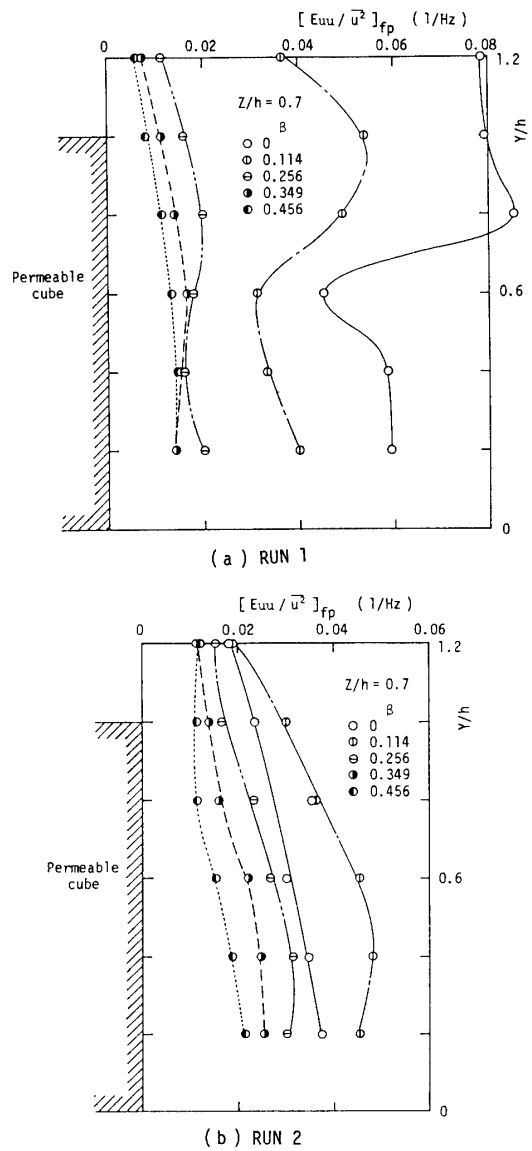 [ Euu / u² ]fp (1/Hz)
0 0.02 0.04 0.06 0.08
1.2
Z/h = 0.7
β
0
0.114
0.256
0.349
0.456
Y/h
Permeable
cube
0.6
0
( a ) RUN 1
[ Euu / u² ]fp (1/Hz)
0 0.02 0.04 0.06
1.2
Z/h = 0.7
β
0
0.114
0.256
0.349
0.456
Y/h
Permeable
cube
0.6
0
( b ) RUN 2